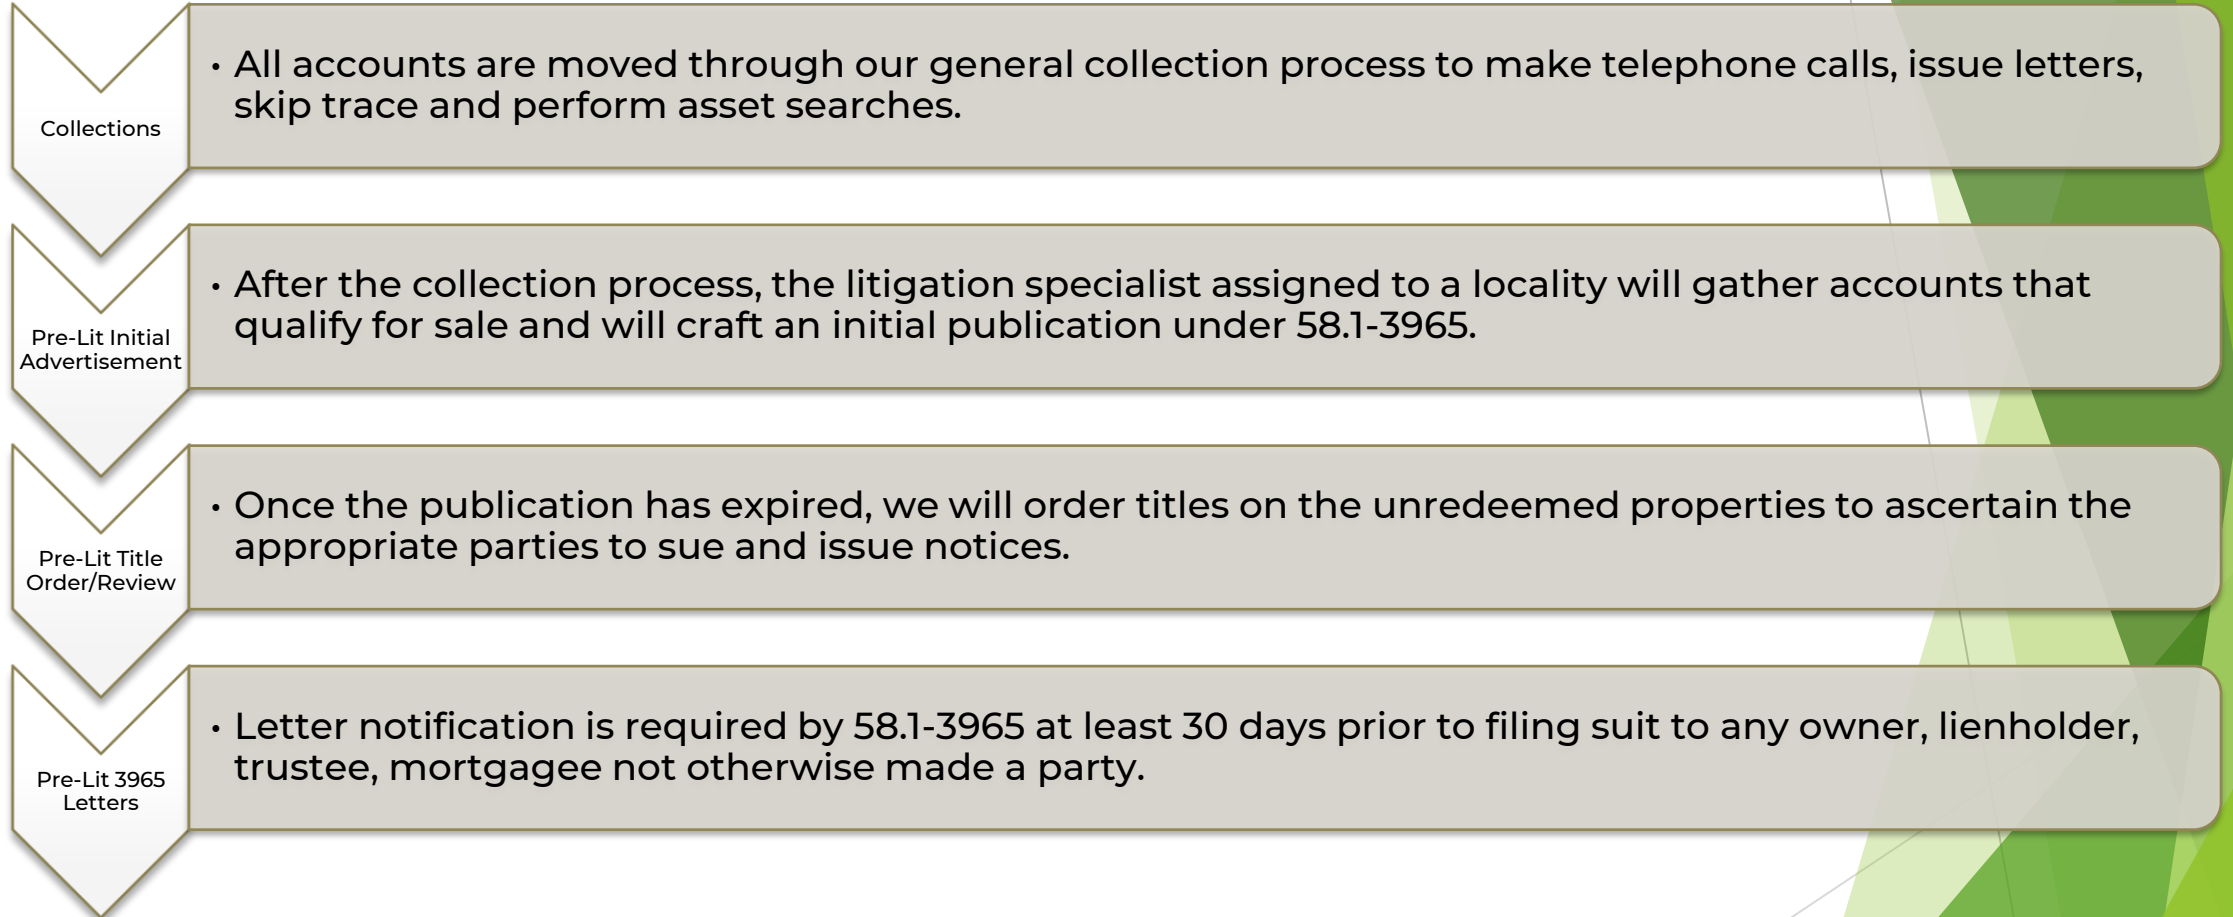 Collections
• All accounts are moved through our general collection process to make telephone calls, issue letters,
skip trace and perform asset searches.
Pre-Lit Initial
Advertisement
• After the collection process, the litigation specialist assigned to a locality will gather accounts that
qualify for sale and will craft an initial publication under 58.1-3965.
Pre-Lit Title
Order/Review
• Once the publication has expired, we will order titles on the unredeemed properties to ascertain the
appropriate parties to sue and issue notices.
Pre-Lit 3965
Letters
• Letter notification is required by 58.1-3965 at least 30 days prior to filing suit to any owner, lienholder,
trustee, mortgagee not otherwise made a party.